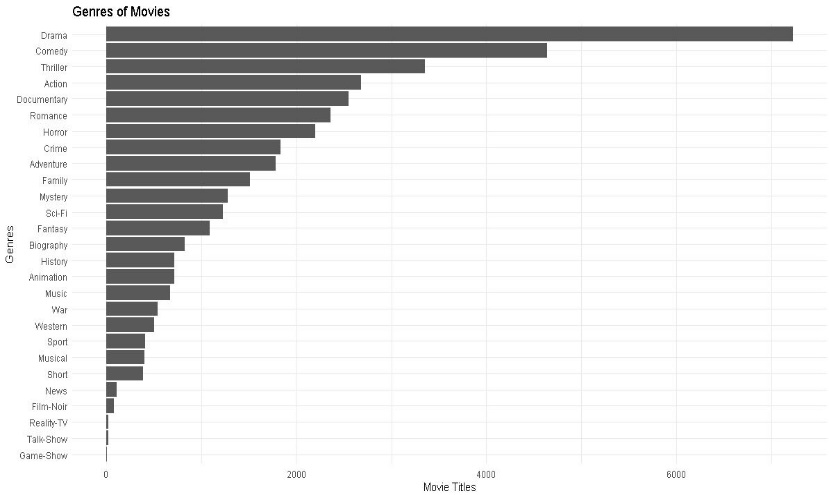 Genres of Movies
Drama
Comedy
Thriller
Action
Documentary
Romance
Horror
Crime
Adventure
Family
Mystery
Sci-Fi
Fantasy
Biography
History
Animation
Music
War
Western
Sport
Musical
Short
News
Film-Noir
Reality-TV
Talk-Show
Game-Show
Genres
0 2000 4000 6000
Movie Titles